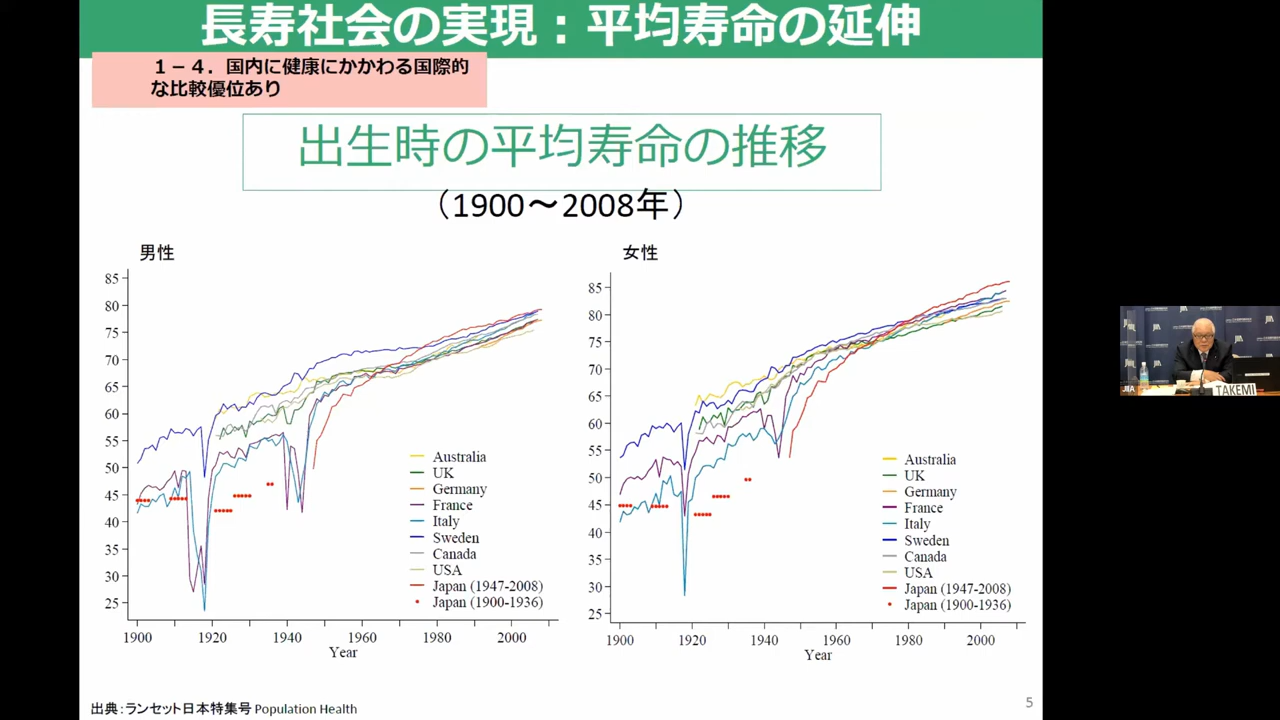 長寿社会の実現：平均寿命の延伸
１－４．国内に健康にかかわる国際的
な比較優位あり
出生時の平均寿命の推移
（1900～2008年）
男性
85
80
75
70
65
60
55
50
45
40
35
30
25
1900
1920
1940
1960
1980
2000
Year
Australia
UK
Germany
France
Italy
Sweden
Canada
USA
Japan (1947-2008)
Japan (1900-1936)
女性
85
80
75
70
65
60
55
50
45
40
35
30
25
1900
1920
1940
1960
1980
2000
Year
Australia
UK
Germany
France
Italy
Sweden
Canada
USA
Japan (1947-2008)
Japan (1900-1936)
出典：ランセット日本特集号 Population Health
5
JIIA
TAKEMI